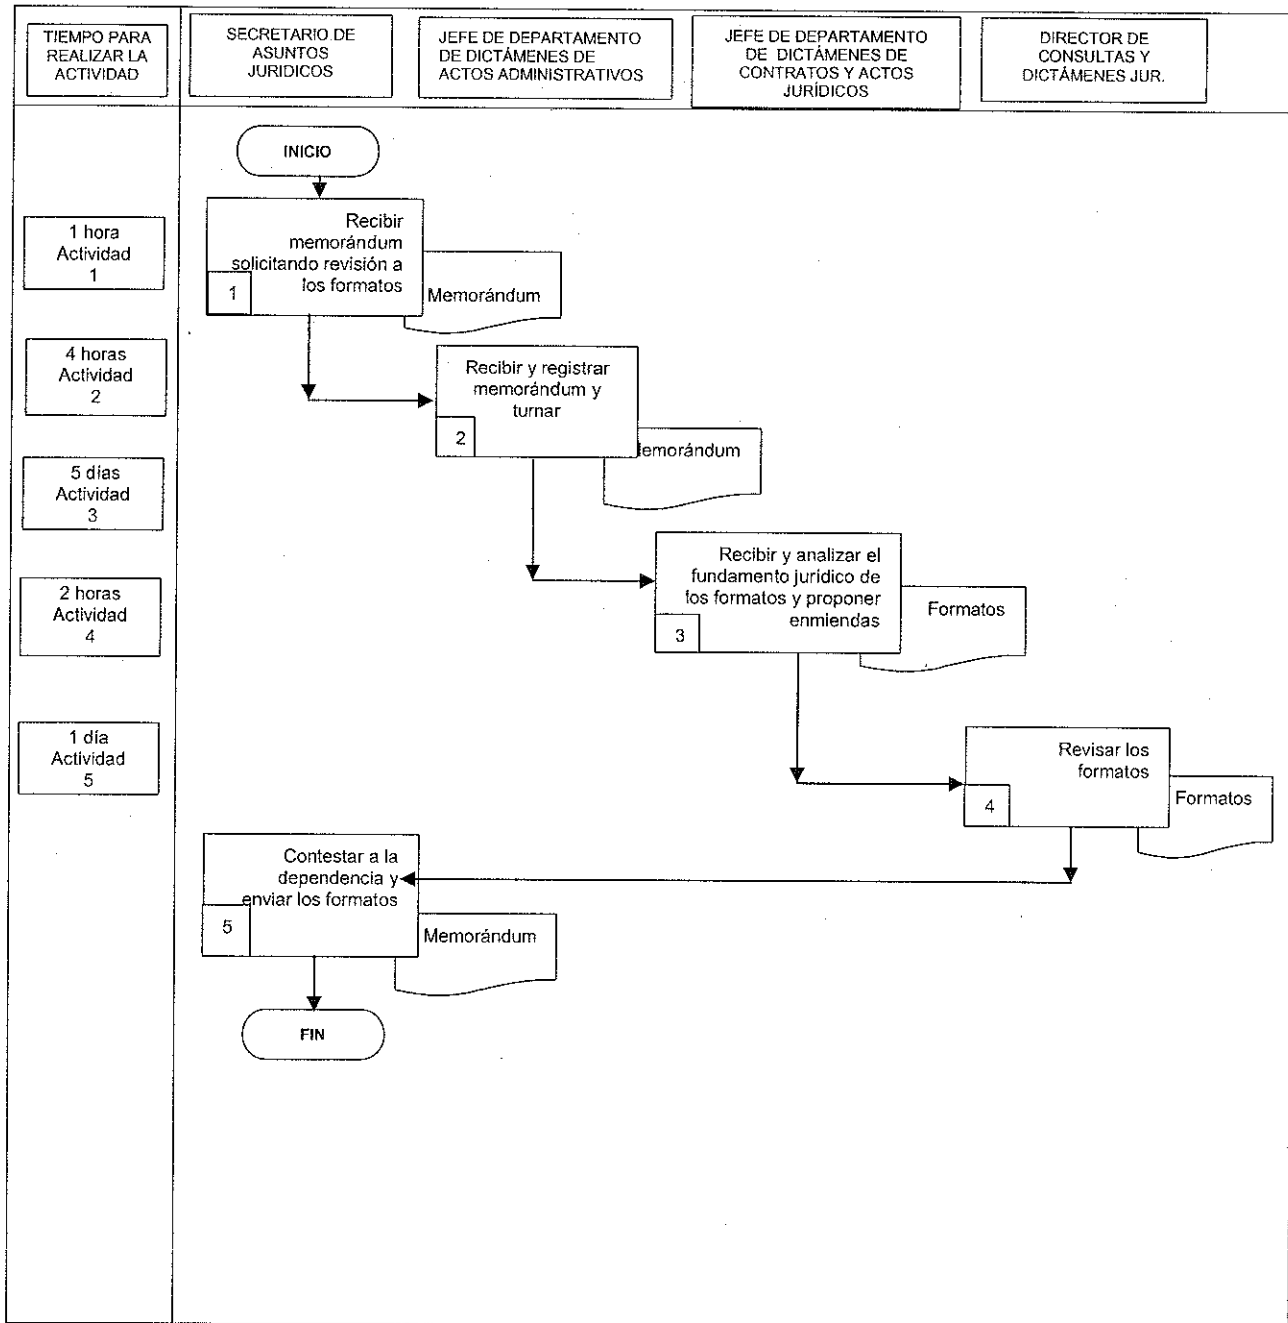 TIEMPO PARA
REALIZAR LA
ACTIVIDAD
SECRETARIO DE
ASUNTOS
JURIDICOS
JEFE DE DEPARTAMENTO
DE DICTÁMENES DE
ACTOS ADMINISTRATIVOS
JEFE DE DEPARTAMENTO
DE DICTÁMENES DE
CONTRATOS Y ACTOS
JURÍDICOS
DIRECTOR DE
CONSULTAS Y
DICTÁMENES JUR.
INICIO
1 hora
Actividad
1
Recibir
memorándum
solicitando revisión a
los formatos
1
Memorándum
4 horas
Actividad
2
Recibir y registrar
memorándum y
turnar
2
lemorándum
5 días
Actividad
3
Recibir y analizar el
fundamento jurídico de
los formatos y proponer
enmiendas
3
Formatos
2 horas
Actividad
4
Revisar los
formatos
4
Formatos
1 día
Actividad
5
Contestar a la
dependencia y
enviar los formatos
5
Memorándum
FIN